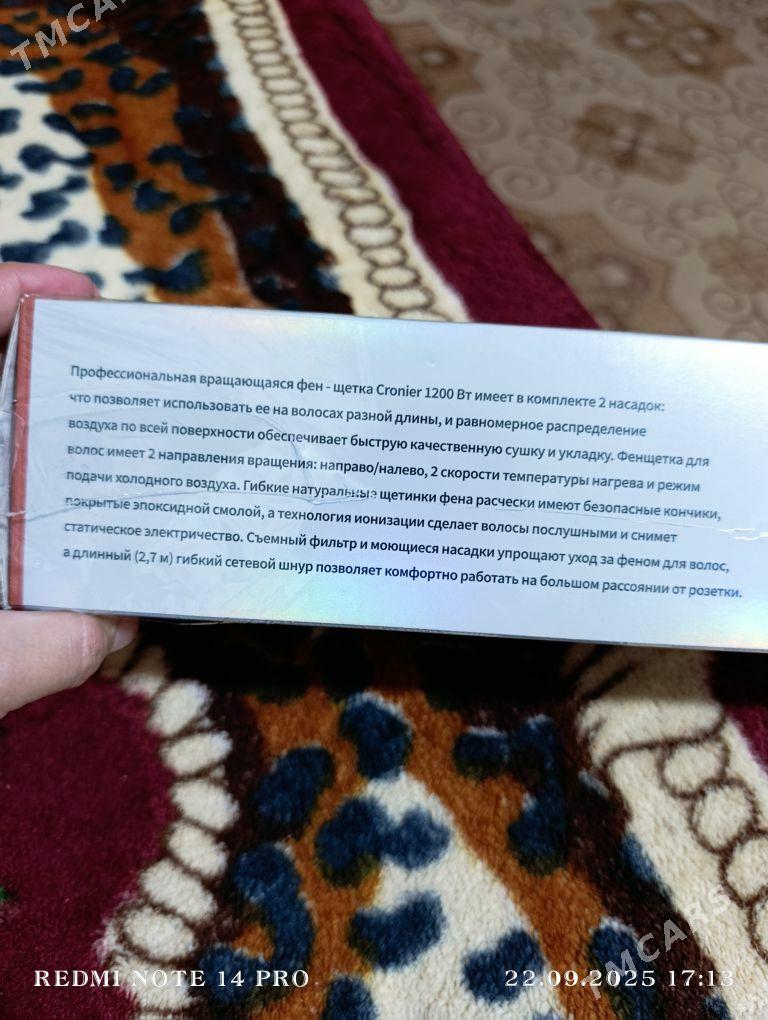 TMCARS
Профессиональная вращающаяся фен - щетка Cronier 1200 Вт имеет в комплекте 2 насадок:
что позволяет использовать ее на волосах разной длины, и равномерное распределение
воздуха по всей поверхности обеспечивает быструю качественную сушку и укладку. Фенщетка для
волос имеет 2 направления вращения: направо/налево, 2 скорости температуры нагрева и режим
подачи холодного воздуха. Гибкие натуральные щетинки фена расчески имеют безопасные кончики,
покрытые эпоксидной смолой, а технология ионизации сделает волосы послушными и снимет
статическое электричество. Съемный фильтр и моющиеся насадки упрощают уход за феном для волос,
а длинный (2,7 м) гибкий сетевой шнур позволяет комфортно работать на большом рассоянии от розетки.
TMCARS
REDMI NOTE 14 PRO
22.09.2025 17:13